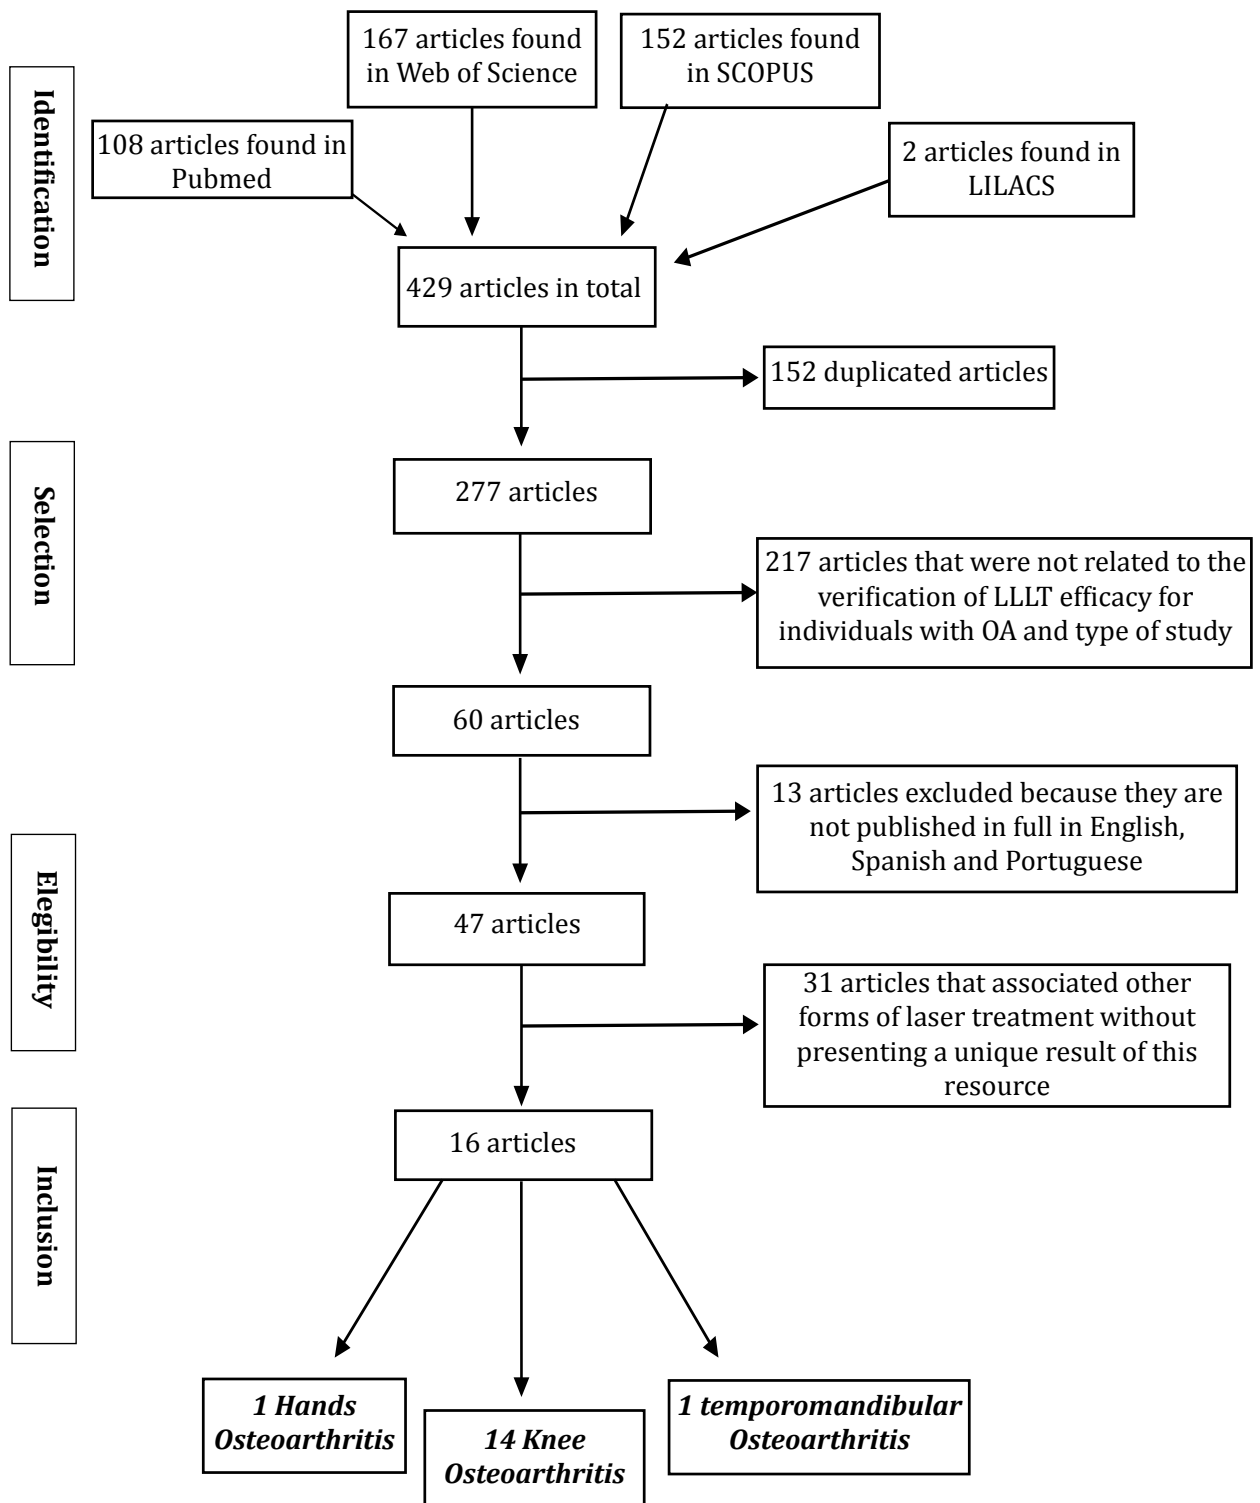 167 articles found
in Web of Science
152 articles found
in SCOPUS
Identification
108 articles found in
Pubmed
2 articles found in
LILACS
429 articles in total
152 duplicated articles
Selection
277 articles
217 articles that were not related to the
verification of LLLT efficacy for
individuals with OA and type of study
60 articles
13 articles excluded because they are
not published in full in English,
Spanish and Portuguese
Elegibility
47 articles
31 articles that associated other
forms of laser treatment without
presenting a unique result of this
resource
Inclusion
16 articles
1 Hands
Osteoarthritis
14 Knee
Osteoarthritis
1 temporomandibular
Osteoarthritis